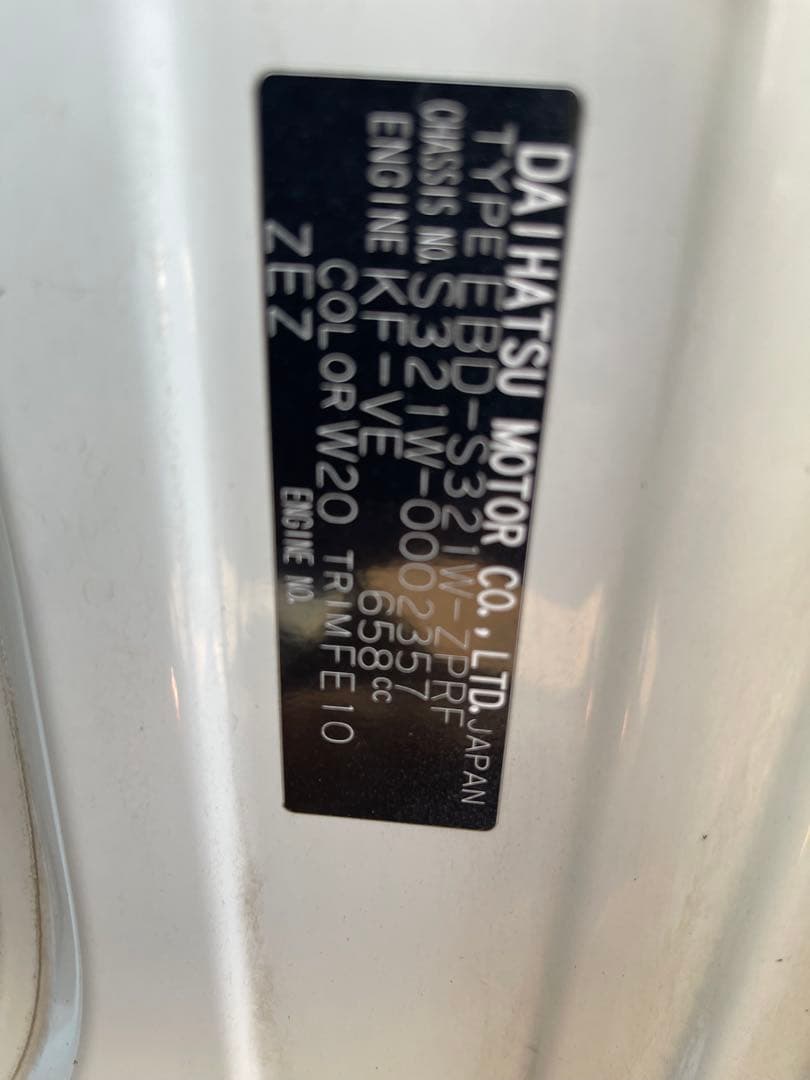 DAIHATSU MOTOR CO., LTD. JAPAN
TYPE EBD-S321W-ZPRF
CHASSIS NO. S321W-0002357
ENGINE KF-VE 658cc
COLOR W20 TRIM FE10
ZEZ ENGINE NO.